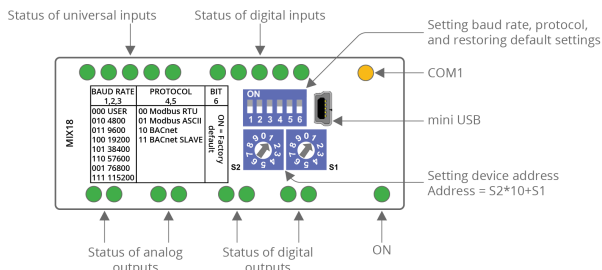 Status of universal inputs
Status of digital inputs
Setting baud rate, protocol,
and restoring default settings
COM1
mini USB
Setting device address
Address = S2*10+S1
MIX18
BAUD RATE PROTOCOL BIT
1,2,3 4,5 6
000 USER 00 Modbus RTU
010 4800 01 Modbus ASCII
011 9600 10 BACnet
100 19200 11 BACnet SLAVE
101 38400
110 57600
001 76800
111 115200
ON = Factory
default
ON
1 2 3 4 5 6
S2
S1
Status of analog
outputs
Status of digital
outputs
ON